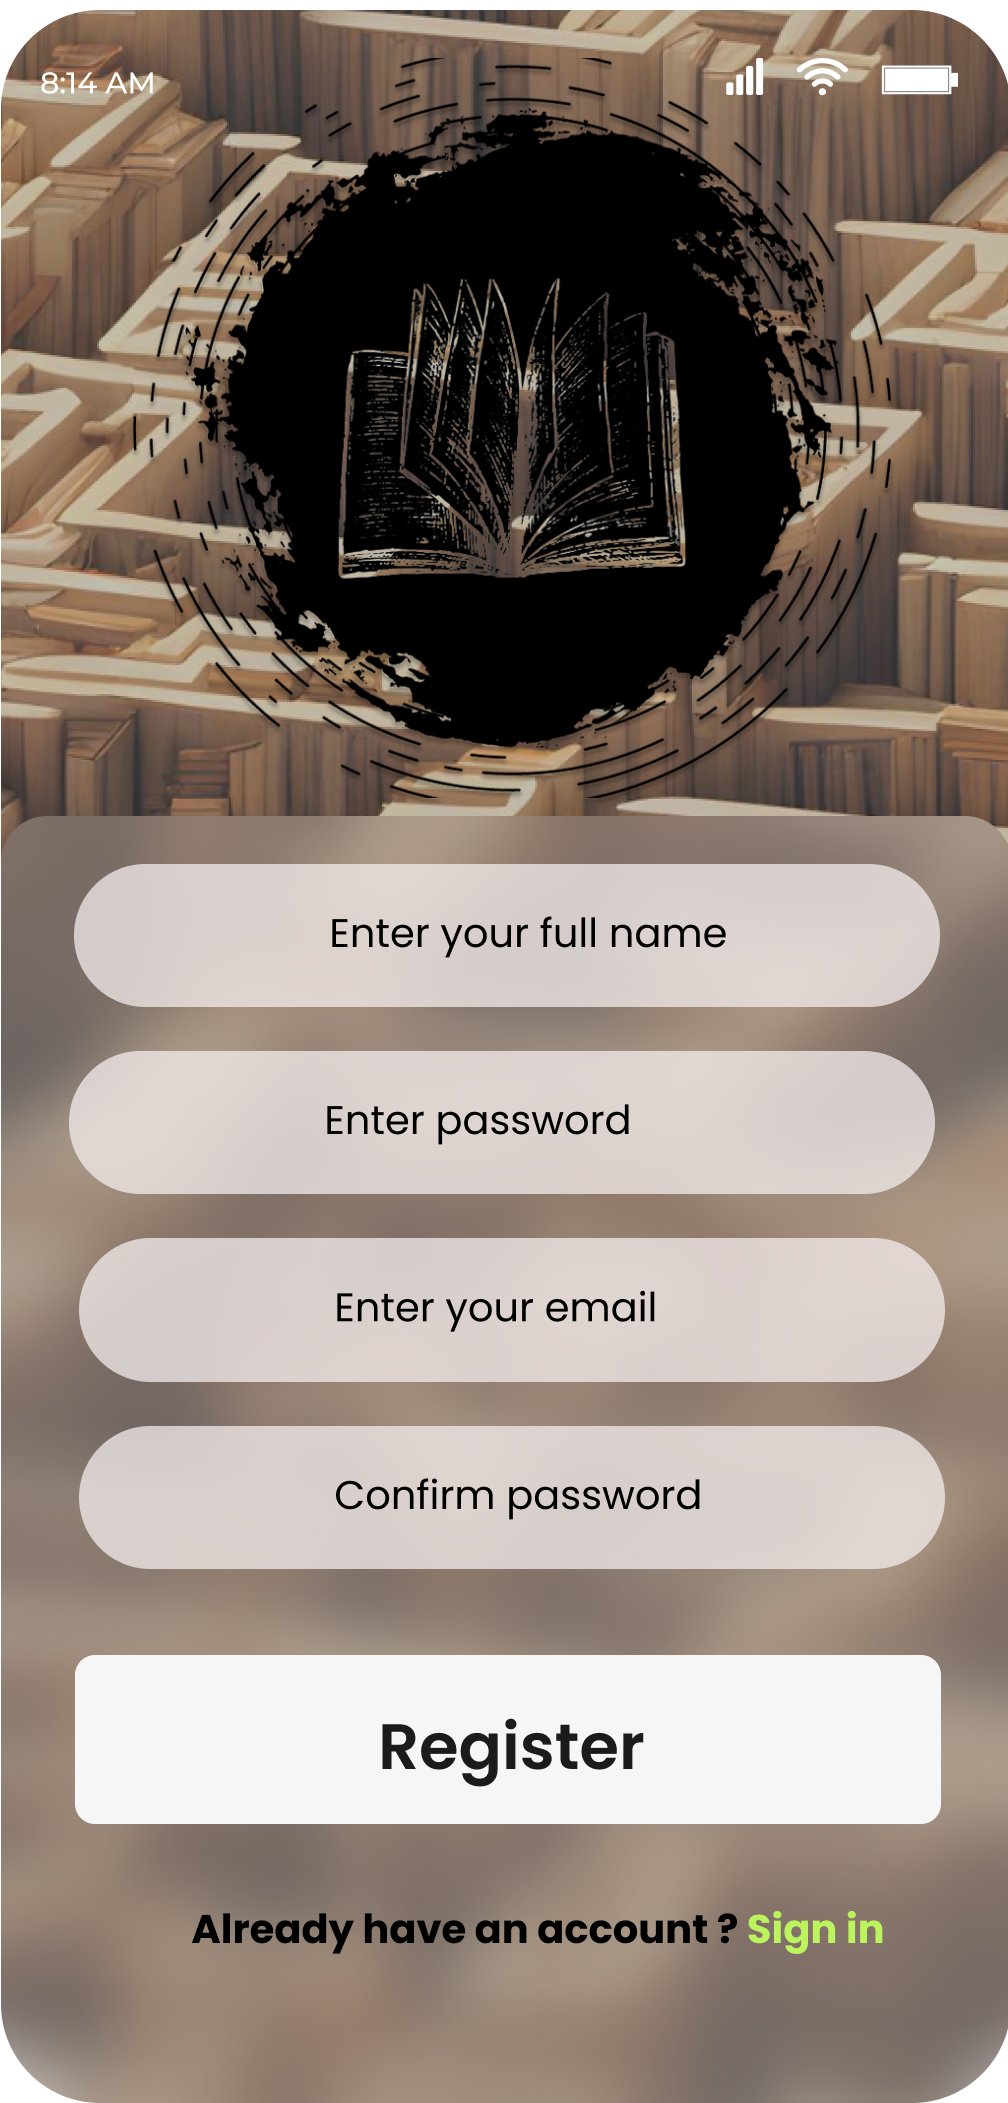 8:14 AM
Enter your full name
Enter password
Enter your email
Confirm password
Register
Already have an account ? Sign in